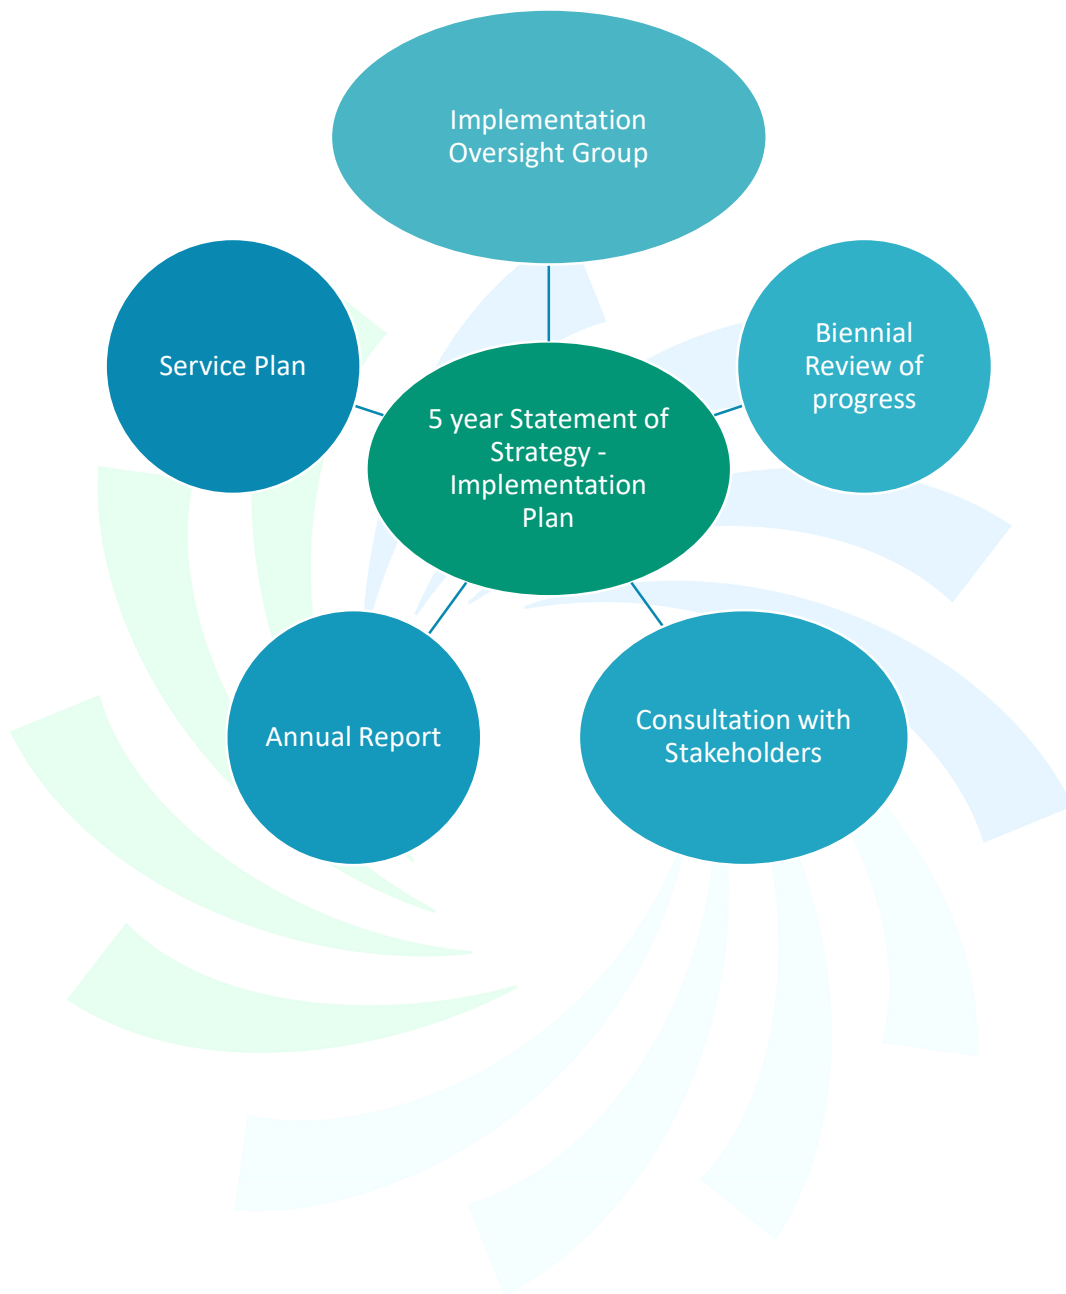 Implementation
Oversight Group
Service Plan
Biennial
Review of
progress
5 year Statement of
Strategy -
Implementation
Plan
Annual Report
Consultation with
Stakeholders